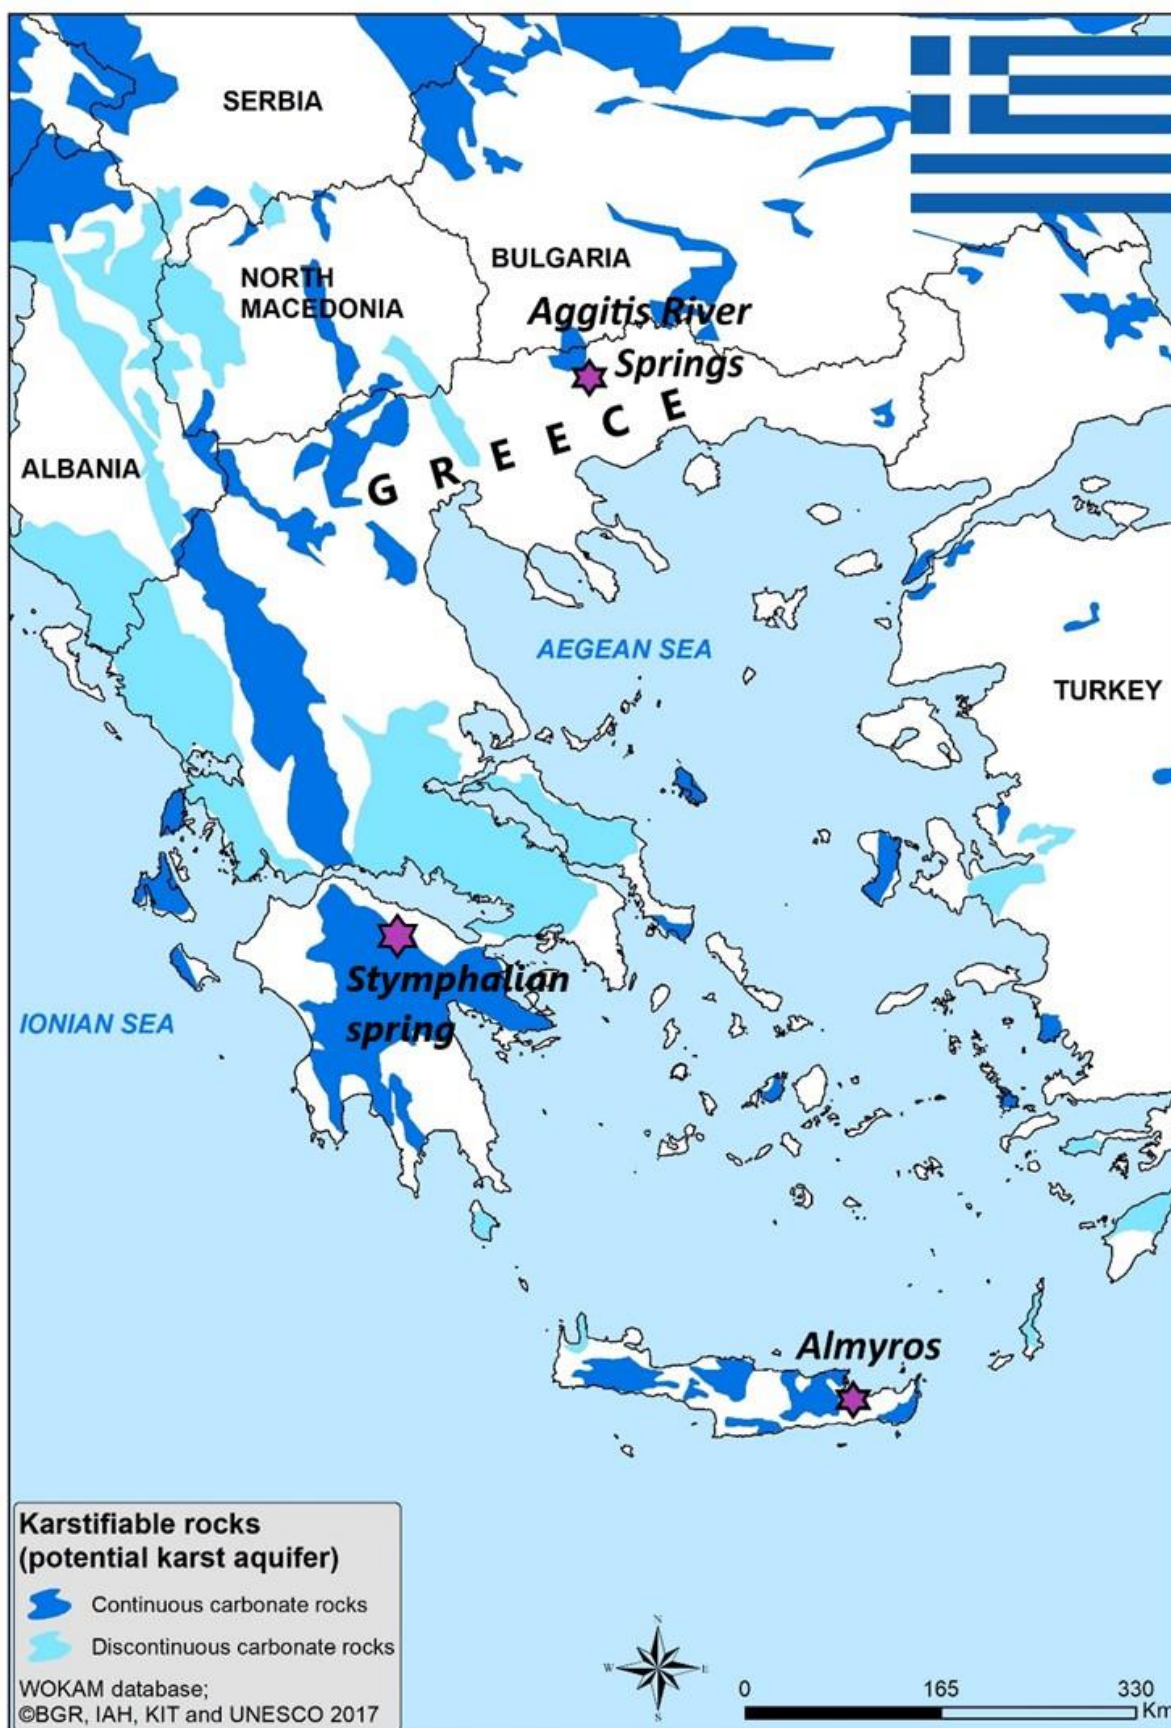 SERBIA
BULGARIA
NORTH
MACEDONIA
Aggitis River
Springs
GREECE
ALBANIA
AEGEAN SEA
TURKEY
Stymphalian
spring
IONIAN SEA
Almyros
Karstifiable rocks
(potential karst aquifer)
Continuous carbonate rocks
Discontinuous carbonate rocks
WOKAM database;
©BGR, IAH, KIT and UNESCO 2017
N
W
E
S
0 165 330
Km